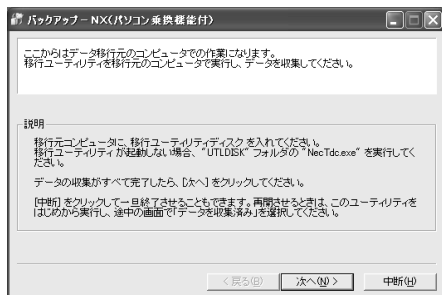 バックアップ－NX(パソコン乗換機能付)
ここからはデータ移行元のコンピュータでの作業になります。
移行ユーティリティを移行元のコンピュータで実行し、データを収集してください。
説明
移行元コンピュータに、移行ユーティリティディスク を入れてください。
移行ユーティリティ が起動しない場合、"UTLDISK" フォルダの "NecTdc.exe" を実行してく
ださい。
データの収集がすべて完了したら、[次へ] をクリックしてください。
[中断] をクリックして一旦終了させることもできます。再開させるときは、このユーティリティを
はじめから実行し、途中の画面で「データを収集済み」を選択してください。
< 戻る(B)
次へ(N) >
中断(H)